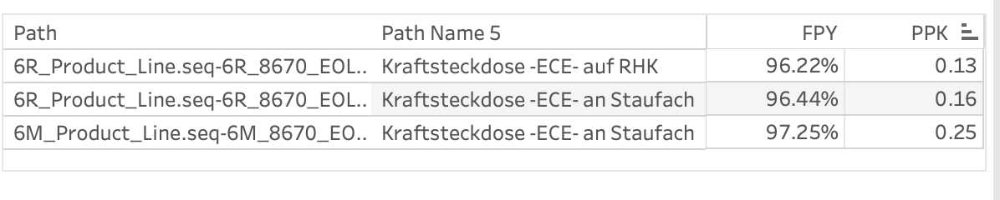 Path Path Name 5 FPY PPK
6R_Product_Line.seq-6R_8670_EOL.. Kraftsteckdose -ECE- auf RHK 96.22% 0.13
6R_Product_Line.seq-6R_8670_EOL.. Kraftsteckdose -ECE- an Staufach 96.44% 0.16
6M_Product_Line.seq-6M_8670_EO.. Kraftsteckdose -ECE- an Staufach 97.25% 0.25